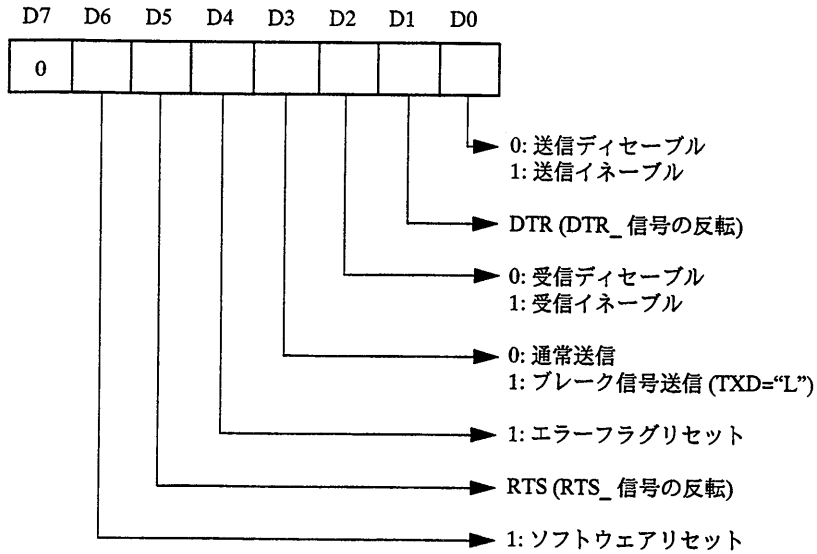 D7 D6 D5 D4 D3 D2 D1 D0
0
0: 送信ディセーブル
1: 送信イネーブル
DTR (DTR_ 信号の反転)
0: 受信ディセーブル
1: 受信イネーブル
0: 通常送信
1: ブレーク信号送信 (TXD=“L”)
1: エラーフラグリセット
RTS (RTS_ 信号の反転)
1: ソフトウェアリセット